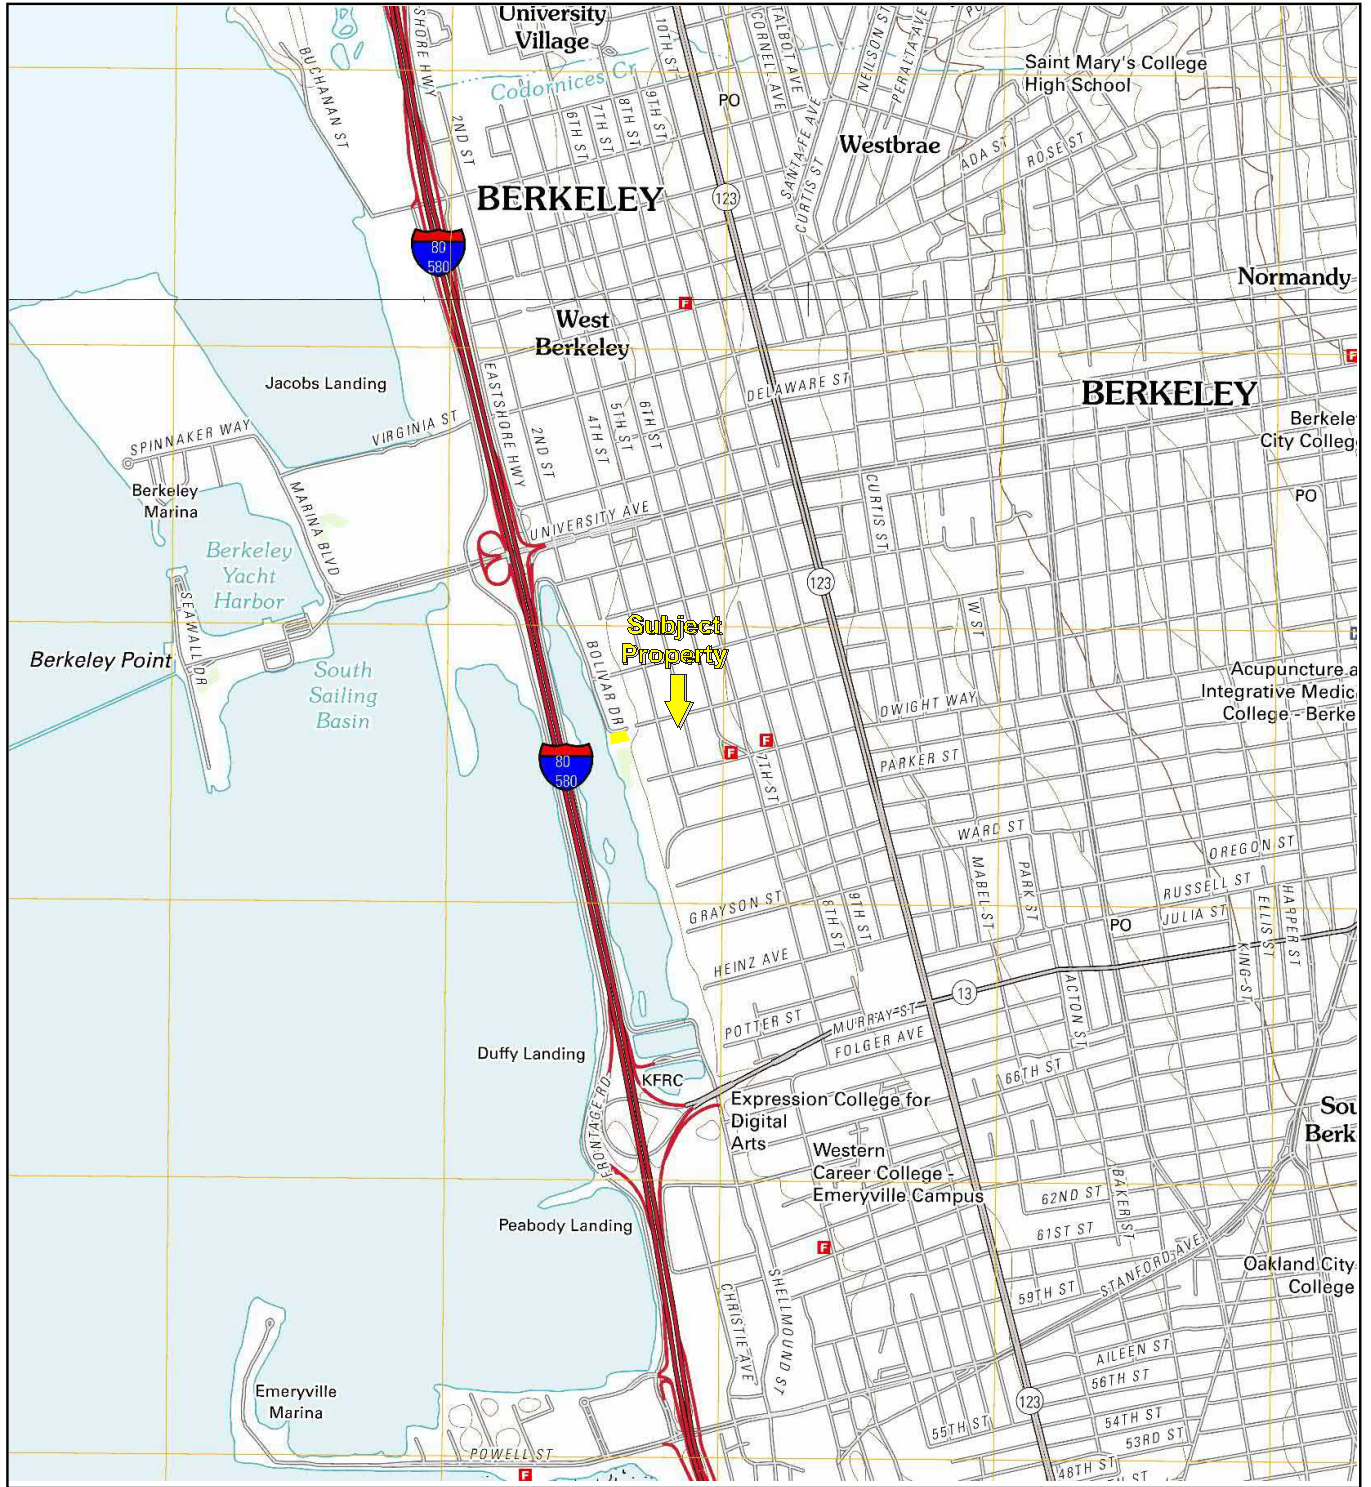 University
Village
SHORE HWY
10TH ST
CORNELL AVE
TALBOT AVE
NEILSON ST
PERALTA AVE
BUCHANAN ST
Codornices Cr
Saint Mary's College
High School
PO
2ND ST
6TH ST
7TH ST
8TH ST
9TH ST
SANTA FE AVE
CURTIS ST
Westbrae
ADA ST
ROSE ST
BERKELEY
123
80
580
Normandy
F
West
Berkeley
F
Jacobs Landing
EASTSHORE HWY
DELAWARE ST
BERKELEY
SPINNAKER WAY
VIRGINIA ST
4TH ST
5TH ST
6TH ST
2ND ST
Berkeley
City College
Berkeley
Marina
MARINA BLVD
CURTIS ST
PO
UNIVERSITY AVE
Berkeley
Yacht
Harbor
SEAWALL DR
123
W ST
Subject
Property
Berkeley Point
South
Sailing
Basin
BOLIVAR DR
Acupuncture a
Integrative Medic
College - Berke
DWIGHT WAY
F
F
7TH ST
PARKER ST
80
580
WARD ST
OREGON ST
MABEL ST
PARK ST
RUSSELL ST
JULIA ST
ELLIS ST
HARPER ST
GRAYSON ST
8TH ST
9TH ST
PO
KING ST
HEINZ AVE
13
ACTON ST
POTTER ST
MURRAY ST
FOLGER AVE
Duffy Landing
66TH ST
KFRC
FRONTAGE RD
Expression College for
Digital
Arts
Sou
Berk
Western
Career College -
Emeryville Campus
BAKER ST
62ND ST
Peabody Landing
61ST ST
F
STANFORD AVE
Oakland City
College
59TH ST
CHRISTIE AVE
SHELLMOUND ST
AILEEN ST
56TH ST
Emeryville
Marina
123
55TH ST
54TH ST
53RD ST
POWELL ST
48TH ST
F